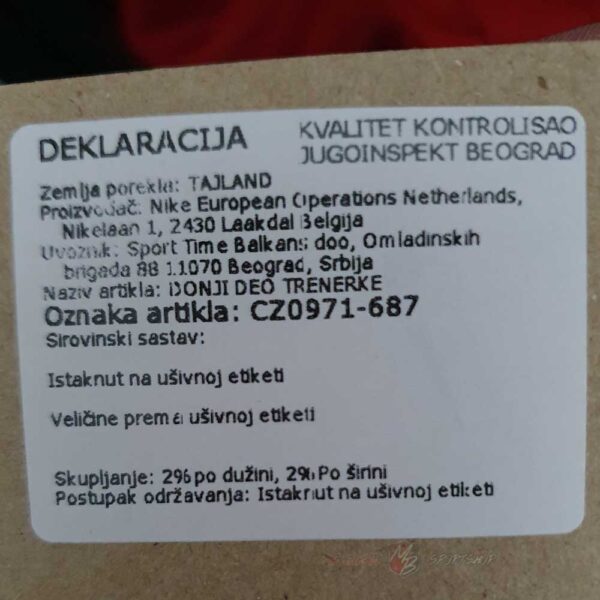 DEKLARACIJA
KVALITET KONTROLISAO
JUGOINSPEKT BEOGRAD
Zemlja porekla: TAJLAND
Proizvođač: Nike European Operations Netherlands,
Nikelaan 1, 2430 Laakdal Belgija
Uvoznik: Sport Time Balkans doo, Omladinskih
brigada 88 11070 Beograd, Srbija
Naziv artikla: DONJI DEO TRENERKE
Oznaka artikla: CZ0971-687
Sirovinski sastav:
Istaknut na ušivnoj etiketi
Veličine prema ušivnoj etiketi
Skupljanje: 2% po dužini, 2% Po širini
Postupak održavanja: Istaknut na ušivnoj etiketi
MB SPORTSHOP